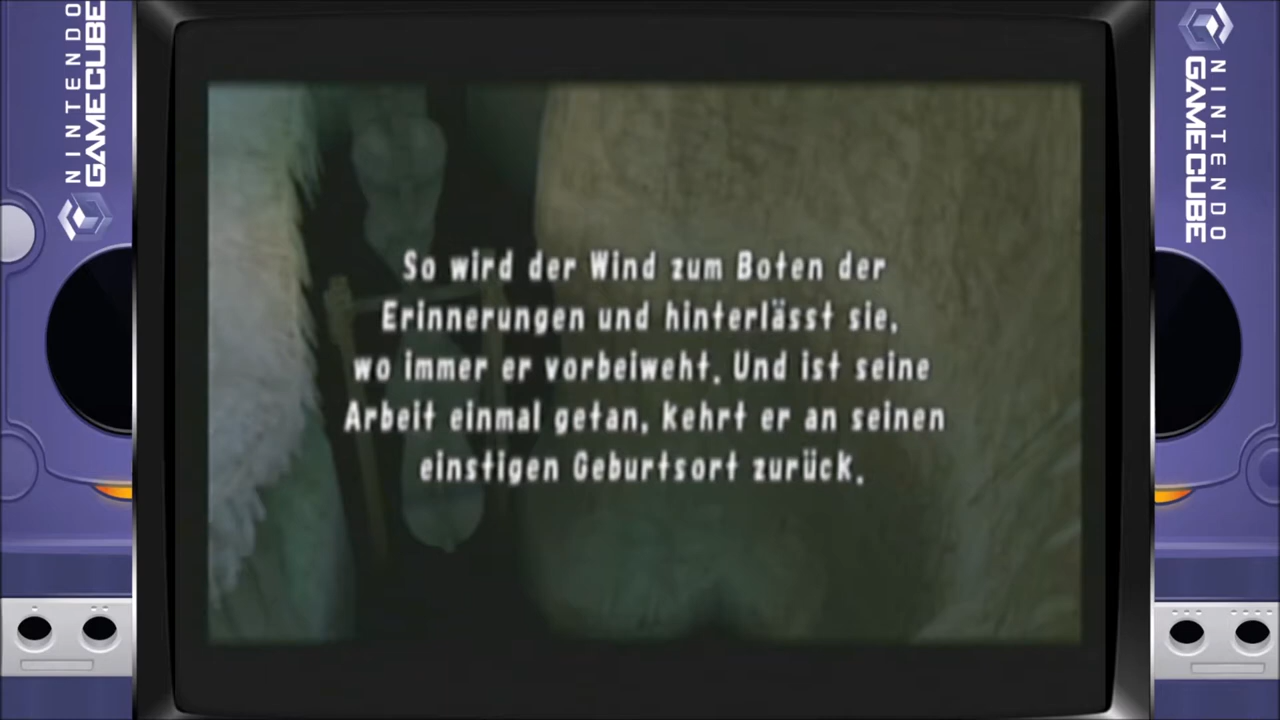 NINTENDO
GAMECUBE
So wird der Wind zum Boten der
Erinnerungen und hinterlässt sie,
wo immer er vorbeiweht. Und ist seine
Arbeit einmal getan, kehrt er an seinen
einstigen Geburtsort zurück.
NINTENDO
GAMECUBE